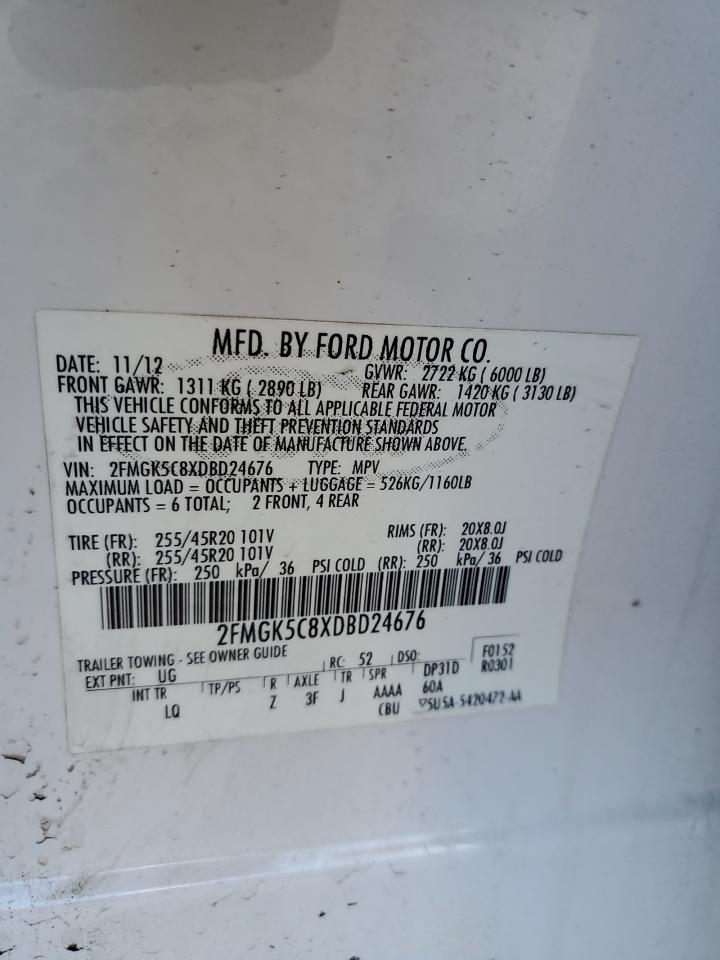 MFD. BY FORD MOTOR CO.
DATE: 11/12 GVWR: 2722 KG ( 6000 LB)
FRONT GAWR: 1311 KG ( 2890 LB) REAR GAWR: 1420 KG ( 3130 LB)
THIS VEHICLE CONFORMS TO ALL APPLICABLE FEDERAL MOTOR
VEHICLE SAFETY AND THEFT PREVENTION STANDARDS
IN EFFECT ON THE DATE OF MANUFACTURE SHOWN ABOVE.
VIN: 2FMGK5C8XDBD24676 TYPE: MPV
MAXIMUM LOAD = OCCUPANTS + LUGGAGE = 526KG/1160LB
OCCUPANTS = 6 TOTAL; 2 FRONT, 4 REAR
TIRE (FR): 255/45R20 101V RIMS (FR): 20X8.0J
(RR): 255/45R20 101V (RR): 20X8.0J
PRESSURE (FR): 250 kPa/ 36 PSI COLD (RR): 250 kPa/ 36 PSI COLD
2FMGK5C8XDBD24676
TRAILER TOWING - SEE OWNER GUIDE F0152
EXT PNT: UG RC: 52 DSO: R0301
INT TR TP/PS R AXLE TR SPR DP31D
LQ Z 3F J AAAA 60A
CBU 5U5A-5420472-AA